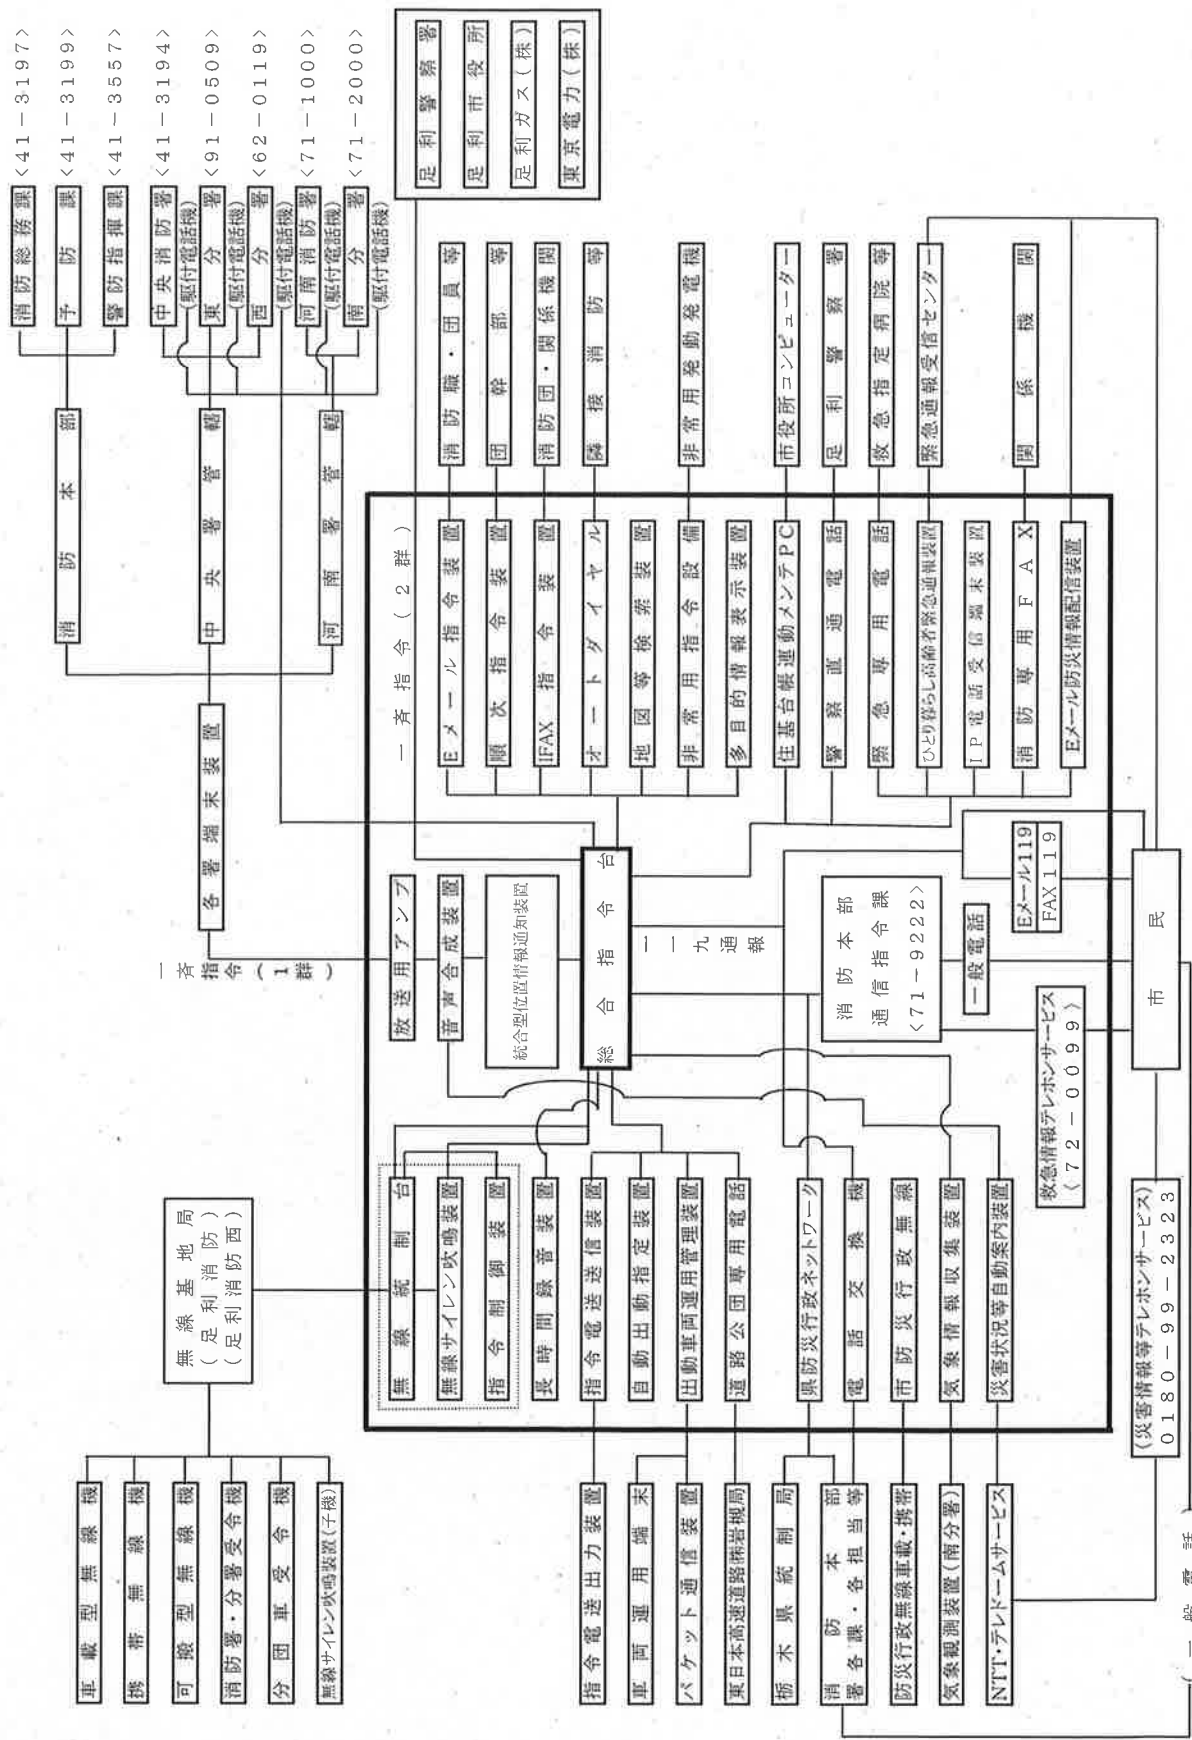 消防総務課 <41-3197>
予防課 <41-3199>
警防指揮課 <41-3557>
中央消防署 <41-3194>
(駆付電話機)
東分署 <91-0509>
(駆付電話機)
西分署 <62-0119>
(駆付電話機)
河南消防署 <71-1000>
(駆付電話機)
南分署 <71-2000>
(駆付電話機)
消防本部
中央署管轄
河南署管轄
各署端末装置
一斉指令(1群)
足利警察署
足利市役所
足利ガス(株)
東京電力(株)
無線基地局
(足利消防)
(足利消防西)
車載型無線機
携帯無線機
可搬型無線機
消防署・分署受令機
分団車受令機
無線サイレン吹鳴装置(子機)
一斉指令(2群)
放送用アンプ
音声合成装置
統合型位置情報通知装置
総合指令台
一一九通報
無線統制台
無線サイレン吹鳴装置
指令制御装置
長時間録音装置
指令電送送信装置
自動出動指定装置
出動車両運用管理装置
道路公団専用電話
県防災行政ネットワーク
電話交換機
市防災行政無線
気象情報収集装置
災害状況等自動案内装置
指令電送出力装置
車両運用端末
パケット通信装置
東日本高速道路㈱岩槻局
栃木県統制局
消防本部
署各課・各担当等
防災行政無線車載・携帯
気象観測装置(南分署)
NTT・テレドームサービス
Eメール指令装置
順次指令装置
IFAX指令装置
オートダイヤル
地図等検索装置
非常用指令設備
多目的情報表示装置
住基台帳連動メンテPC
警察直通電話
緊急専用電話
ひとり暮らし高齢者緊急通報装置
IP電話受信端末装置
消防専用FAX
Eメール防災情報配信装置
消防職・団員等
団幹部等
消防団・関係機関
隣接消防等
非常用発動発電機
市役所コンピューター
足利警察署
救急指定病院等
緊急通報受信センター
関係機関
消防本部
通信指令課
<71-9222>
一般電話
Eメール119
FAX119
救急情報テレホンサービス
<72-0099>
市民
(災害情報等テレホンサービス)
0180-99-2323
(一般電話)